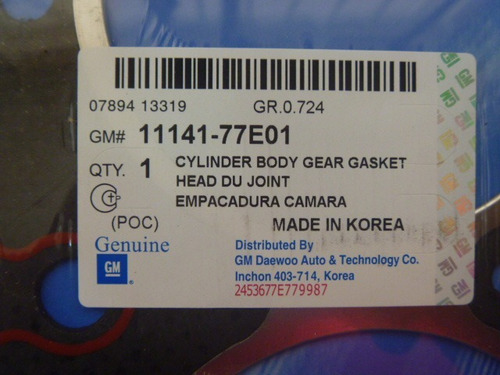 07894 13319 GR.0.724
GM# 11141-77E01
QTY. 1 CYLINDER BODY GEAR GASKET
HEAD DU JOINT
EMPACADURA CAMARA
(POC) MADE IN KOREA
Genuine
GM
Distributed By
GM Daewoo Auto & Technology Co.
Inchon 403-714, Korea
2453677E779987